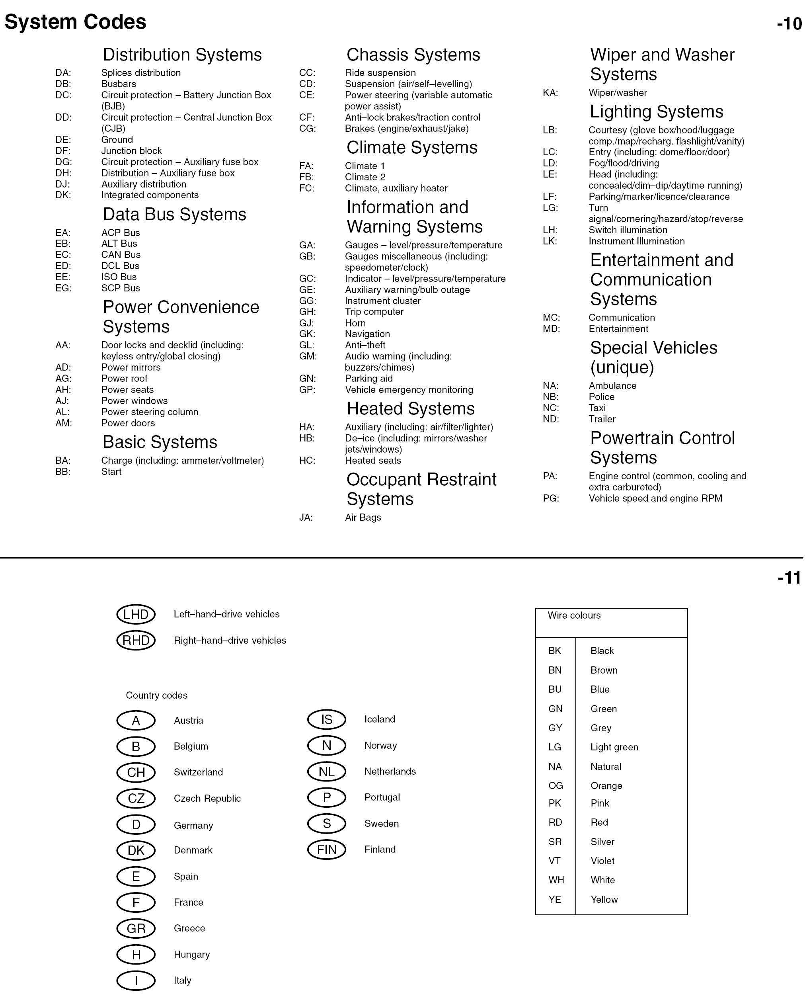 System Codes
-10
Distribution Systems
DA: Splices distribution
DB: Busbars
DC: Circuit protection – Battery Junction Box
(BJB)
DD: Circuit protection – Central Junction Box
(CJB)
DE: Ground
DF: Junction block
DG: Circuit protection – Auxiliary fuse box
DH: Distribution – Auxiliary fuse box
DJ: Auxiliary distribution
DK: Integrated components
Data Bus Systems
EA: ACP Bus
EB: ALT Bus
EC: CAN Bus
ED: DCL Bus
EE: ISO Bus
EG: SCP Bus
Power Convenience
Systems
AA: Door locks and decklid (including:
keyless entry/global closing)
AD: Power mirrors
AG: Power roof
AH: Power seats
AJ: Power windows
AL: Power steering column
AM: Power doors
Basic Systems
BA: Charge (including: ammeter/voltmeter)
BB: Start
Chassis Systems
CC: Ride suspension
CD: Suspension (air/self–levelling)
CE: Power steering (variable automatic
power assist)
CF: Anti–lock brakes/traction control
CG: Brakes (engine/exhaust/jake)
Climate Systems
FA: Climate 1
FB: Climate 2
FC: Climate, auxiliary heater
Information and
Warning Systems
GA: Gauges – level/pressure/temperature
GB: Gauges miscellaneous (including:
speedometer/clock)
GC: Indicator – level/pressure/temperature
GE: Auxiliary warning/bulb outage
GG: Instrument cluster
GH: Trip computer
GJ: Horn
GK: Navigation
GL: Anti–theft
GM: Audio warning (including:
buzzers/chimes)
GN: Parking aid
GP: Vehicle emergency monitoring
Heated Systems
HA: Auxiliary (including: air/filter/lighter)
HB: De–ice (including: mirrors/washer
jets/windows)
HC: Heated seats
Occupant Restraint
Systems
JA: Air Bags
Wiper and Washer
Systems
KA: Wiper/washer
Lighting Systems
LB: Courtesy (glove box/hood/luggage
comp./map/recharg. flashlight/vanity)
LC: Entry (including: dome/floor/door)
LD: Fog/flood/driving
LE: Head (including:
concealed/dim–dip/daytime running)
LF: Parking/marker/licence/clearance
LG: Turn
signal/cornering/hazard/stop/reverse
LH: Switch illumination
LK: Instrument Illumination
Entertainment and
Communication
Systems
MC: Communication
MD: Entertainment
Special Vehicles
(unique)
NA: Ambulance
NB: Police
NC: Taxi
ND: Trailer
Powertrain Control
Systems
PA: Engine control (common, cooling and
extra carbureted)
PG: Vehicle speed and engine RPM
-11
LHD Left–hand–drive vehicles
RHD Right–hand–drive vehicles
Country codes
A Austria
B Belgium
CH Switzerland
CZ Czech Republic
D Germany
DK Denmark
E Spain
F France
GR Greece
H Hungary
I Italy
IS Iceland
N Norway
NL Netherlands
P Portugal
S Sweden
FIN Finland
Wire colours
BK Black
BN Brown
BU Blue
GN Green
GY Grey
LG Light green
NA Natural
OG Orange
PK Pink
RD Red
SR Silver
VT Violet
WH White
YE Yellow